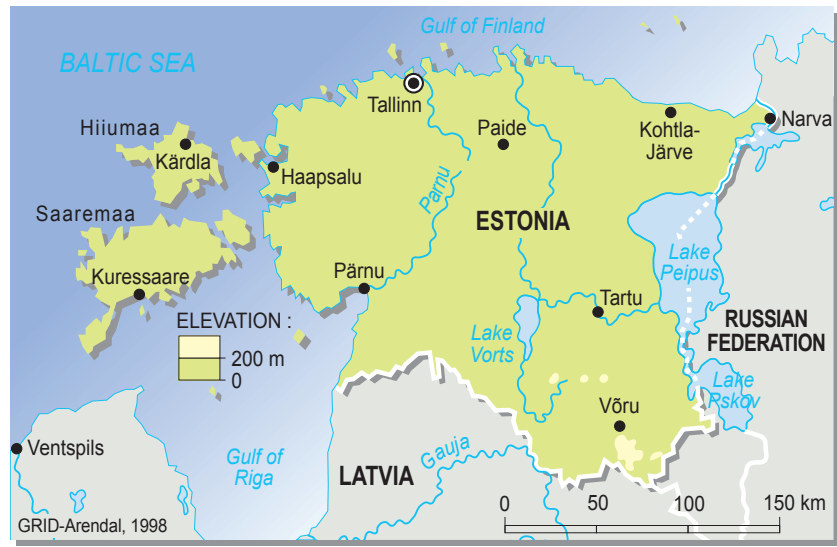 Gulf of Finland
BALTIC SEA
Tallinn
Hiiumaa
Kärdla
Paide
Kohtla-
Järve
Narva
Haapsalu
Parnu
Saaremaa
ESTONIA
Kuressaare
Pärnu
Lake
Peipus
Tartu
ELEVATION :
200 m
0
Lake
Vorts
RUSSIAN
FEDERATION
Lake
Pskov
Võru
Ventspils
Gulf of
Riga
LATVIA
Gauja
0 50 100 150 km
GRID-Arendal, 1998